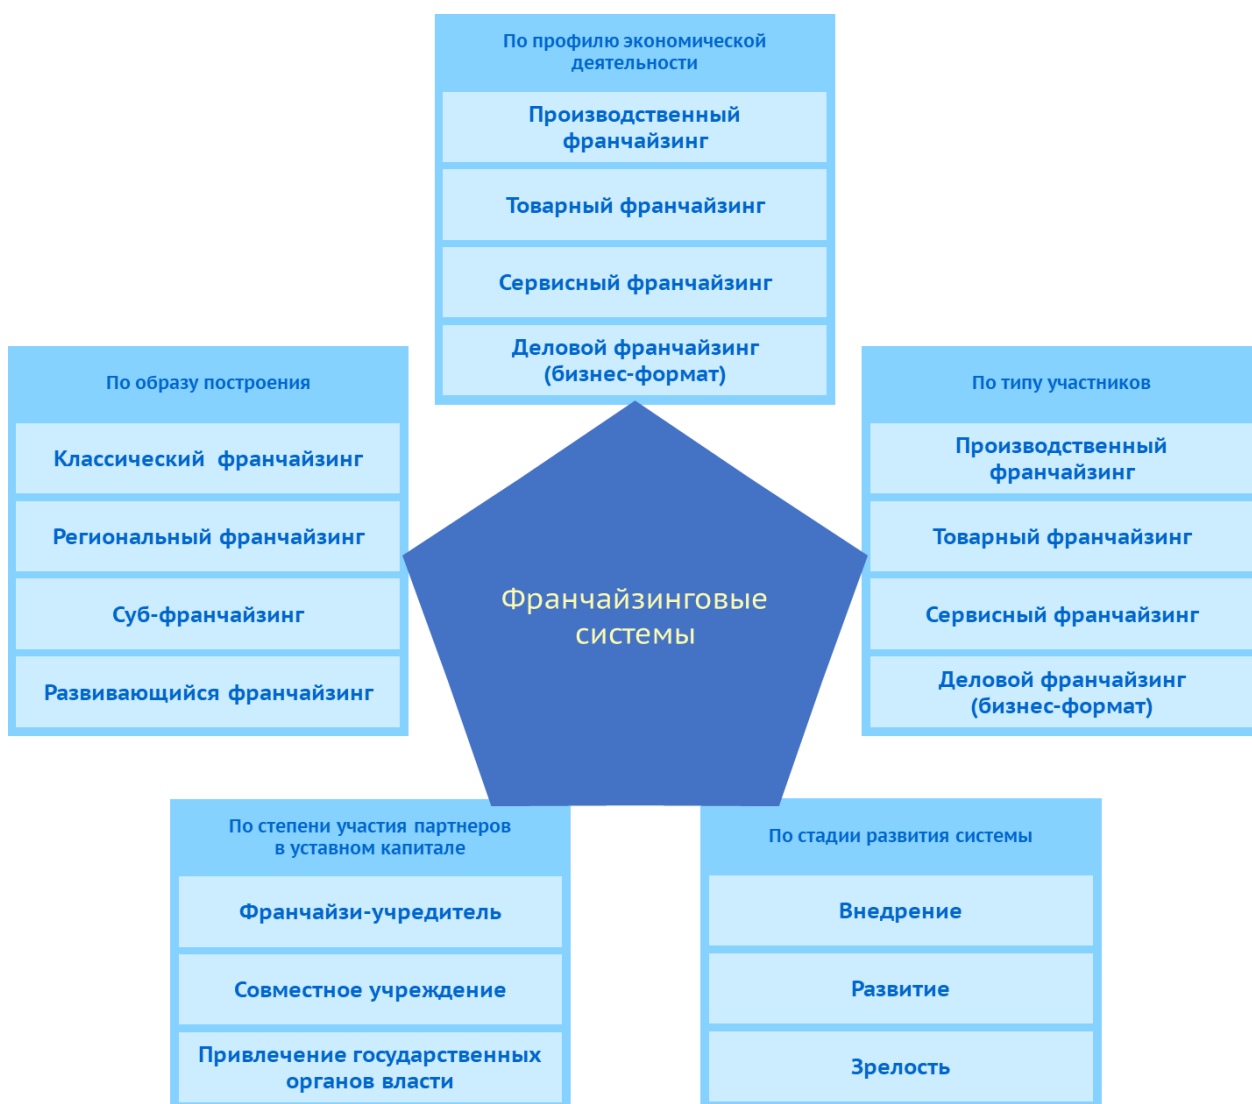 По профилю экономической
деятельности
Производственный
франчайзинг
Товарный франчайзинг
Сервисный франчайзинг
Деловой франчайзинг
(бизнес-формат)
По образу построения
Классический франчайзинг
Региональный франчайзинг
Суб-франчайзинг
Развивающийся франчайзинг
По типу участников
Производственный
франчайзинг
Товарный франчайзинг
Сервисный франчайзинг
Деловой франчайзинг
(бизнес-формат)
Франчайзинговые
системы
По степени участия партнеров
в уставном капитале
Франчайзи-учредитель
Совместное учреждение
Привлечение государственных
органов власти
По стадии развития системы
Внедрение
Развитие
Зрелость